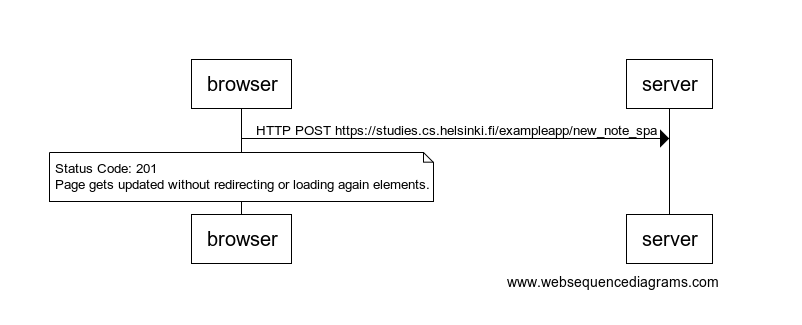 browser
server
HTTP POST https://studies.cs.helsinki.fi/exampleapp/new_note_spa
Status Code: 201
Page gets updated without redirecting or loading again elements.
browser
server
www.websequencediagrams.com